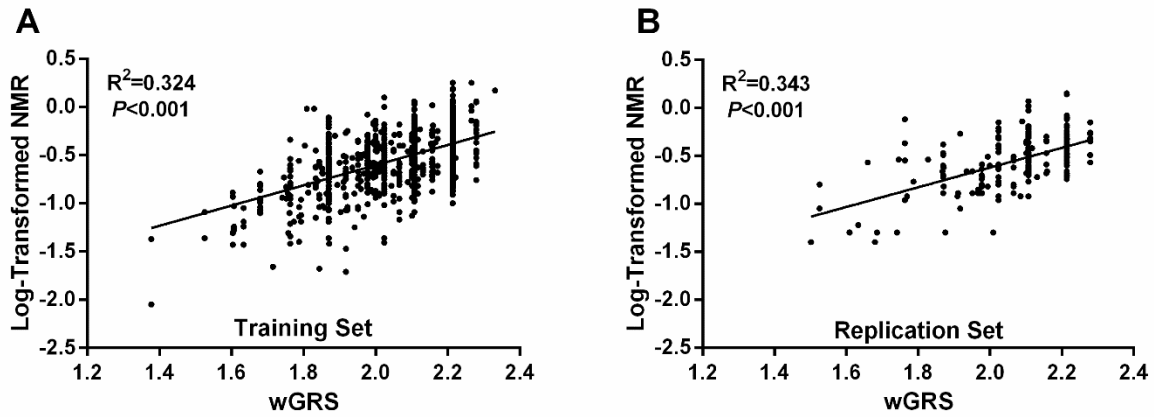 A
Log-Transformed NMR
0.5
0.0
-0.5
-1.0
-1.5
-2.0
-2.5
R²=0.324
P<0.001
Training Set
1.2 1.4 1.6 1.8 2.0 2.2 2.4
wGRS
B
Log-Transformed NMR
0.5
0.0
-0.5
-1.0
-1.5
-2.0
-2.5
R²=0.343
P<0.001
Replication Set
1.2 1.4 1.6 1.8 2.0 2.2 2.4
wGRS